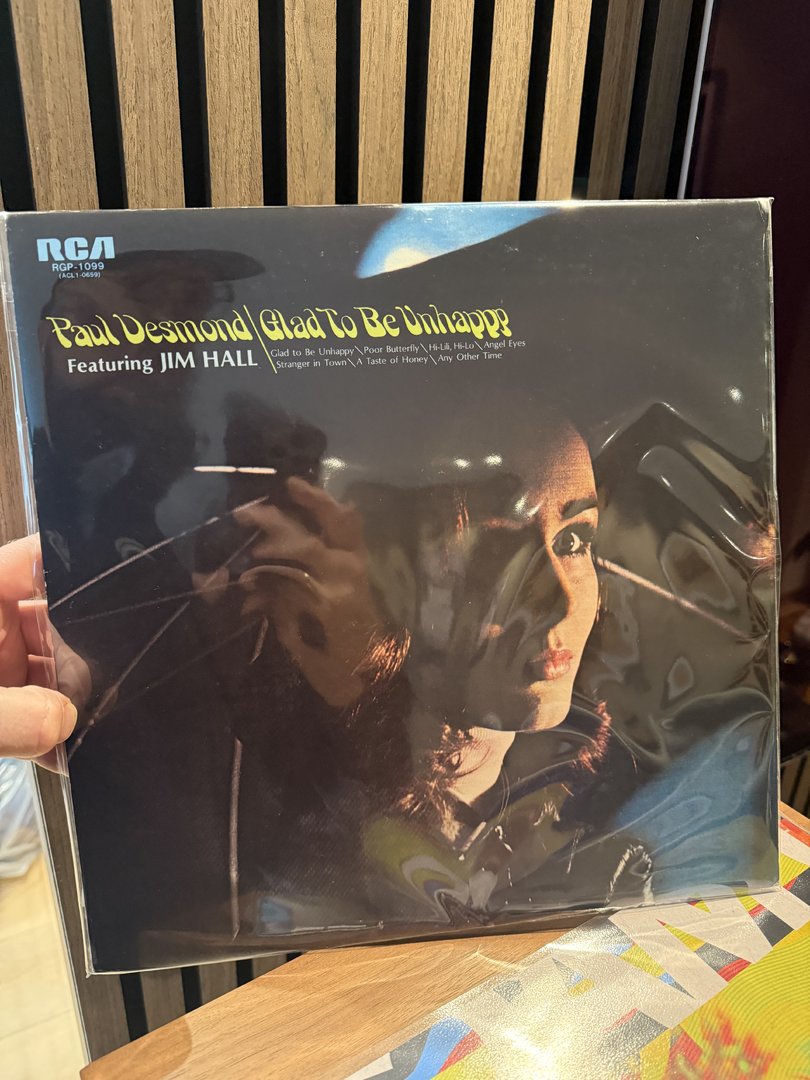 RCA
RGP-1099
(ACL1-0659)
Paul Desmond | Glad To Be Unhappy
Featuring JIM HALL
Glad to Be Unhappy \ Poor Butterfly \ Hi-Lili, Hi-Lo \ Angel Eyes
Stranger in Town \ A Taste of Honey \ Any Other Time